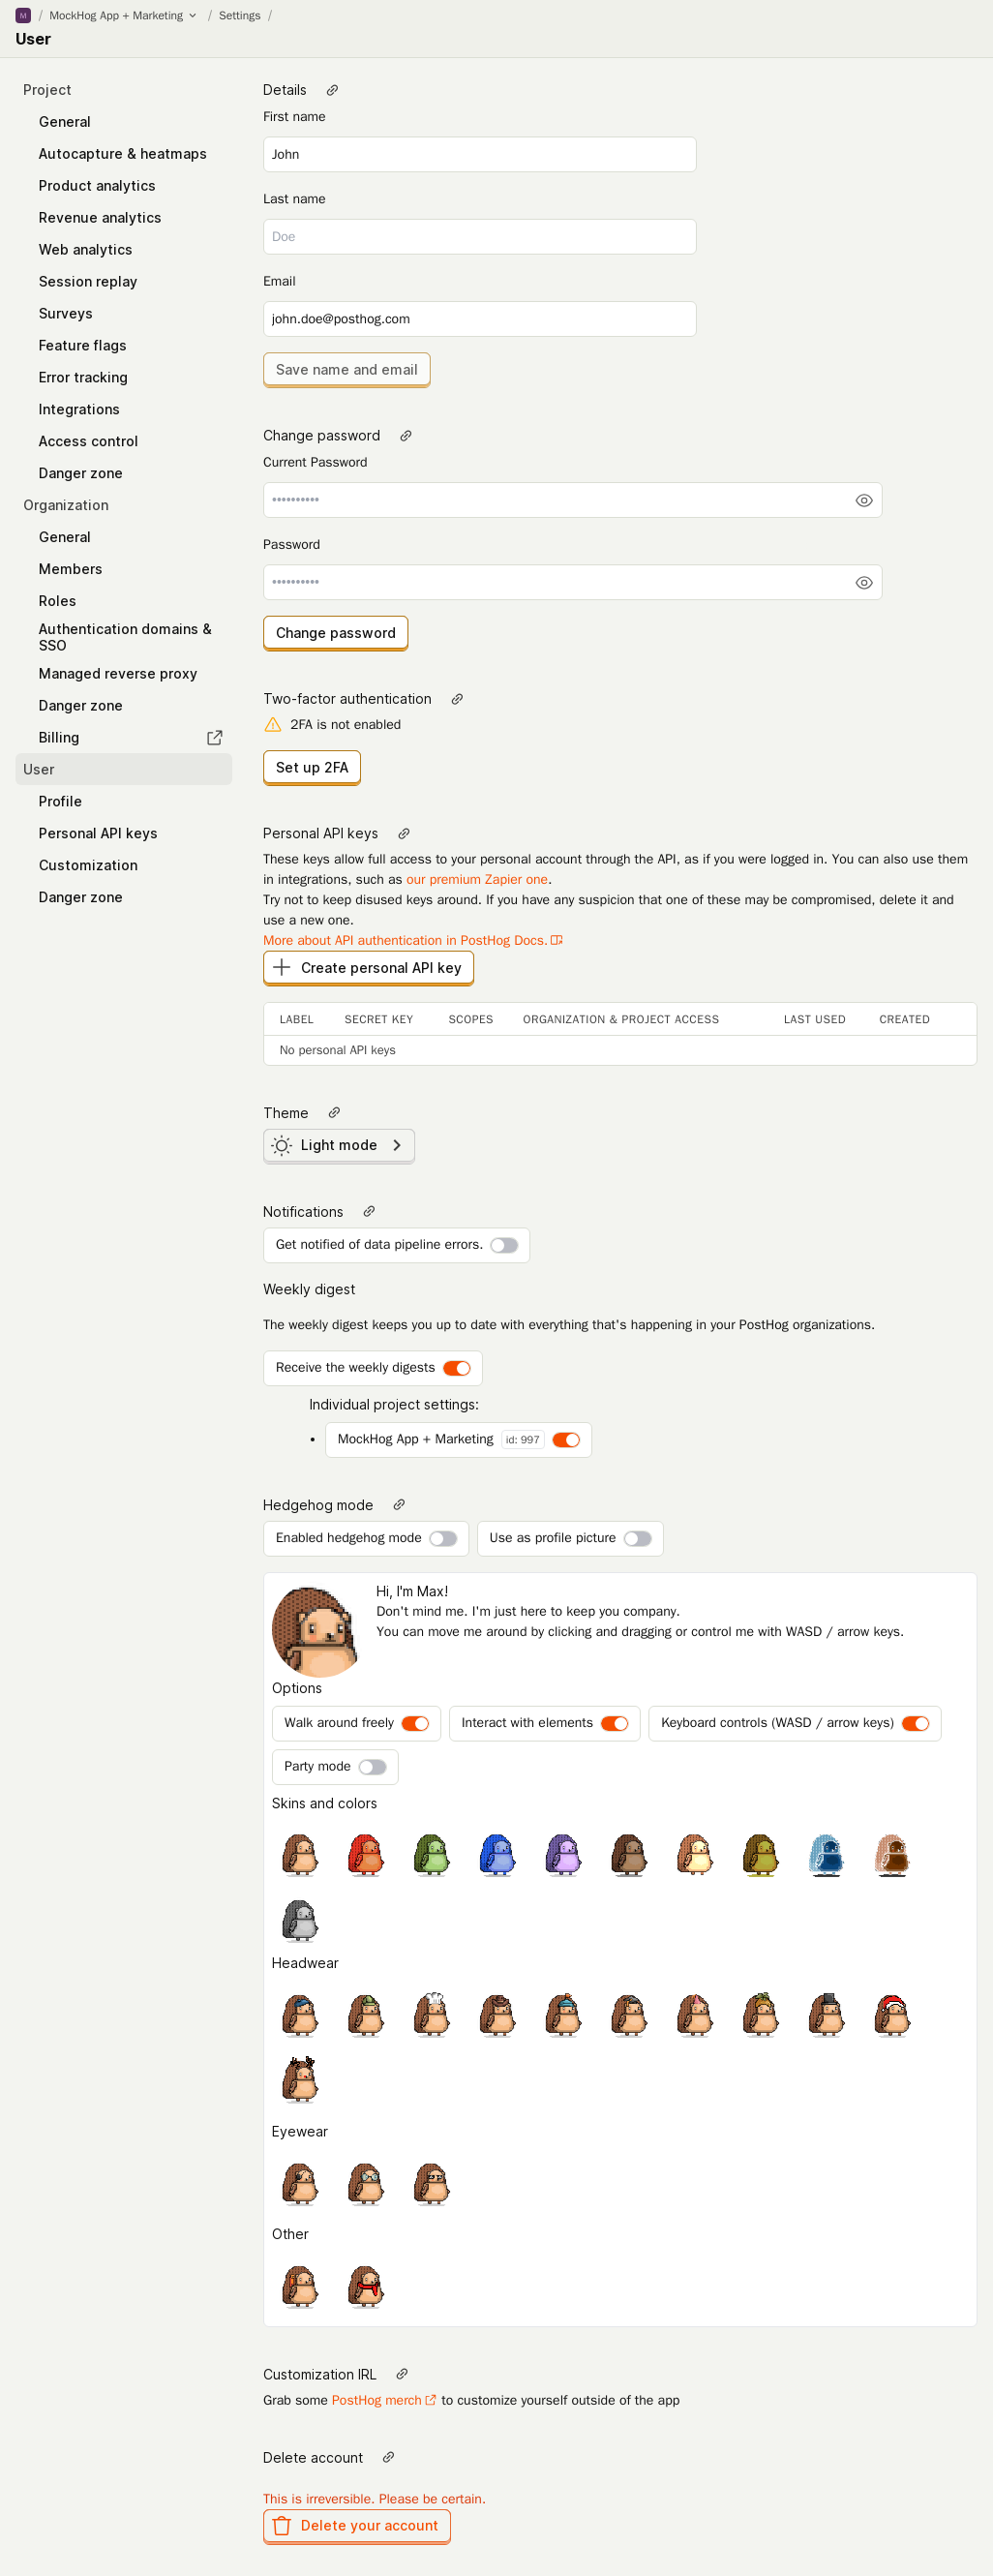 M / MockHog App + Marketing / Settings /
User
Project
General
Autocapture & heatmaps
Product analytics
Revenue analytics
Web analytics
Session replay
Surveys
Feature flags
Error tracking
Integrations
Access control
Danger zone
Organization
General
Members
Roles
Authentication domains &
SSO
Managed reverse proxy
Danger zone
Billing
User
Profile
Personal API keys
Customization
Danger zone
Details
First name
John
Last name
Doe
Email
john.doe@posthog.com
Save name and email
Change password
Current Password
••••••••••
Password
••••••••••
Change password
Two-factor authentication
2FA is not enabled
Set up 2FA
Personal API keys
These keys allow full access to your personal account through the API, as if you were logged in. You can also use them
in integrations, such as our premium Zapier one.
Try not to keep disused keys around. If you have any suspicion that one of these may be compromised, delete it and
use a new one.
More about API authentication in PostHog Docs.
Create personal API key
LABEL SECRET KEY SCOPES ORGANIZATION & PROJECT ACCESS LAST USED CREATED
No personal API keys
Theme
Light mode
Notifications
Get notified of data pipeline errors.
Weekly digest
The weekly digest keeps you up to date with everything that's happening in your PostHog organizations.
Receive the weekly digests
Individual project settings:
• MockHog App + Marketing id: 997
Hedgehog mode
Enabled hedgehog mode Use as profile picture
Hi, I'm Max!
Don't mind me. I'm just here to keep you company.
You can move me around by clicking and dragging or control me with WASD / arrow keys.
Options
Walk around freely Interact with elements Keyboard controls (WASD / arrow keys)
Party mode
Skins and colors
Headwear
Eyewear
Other
Customization IRL
Grab some PostHog merch to customize yourself outside of the app
Delete account
This is irreversible. Please be certain.
Delete your account